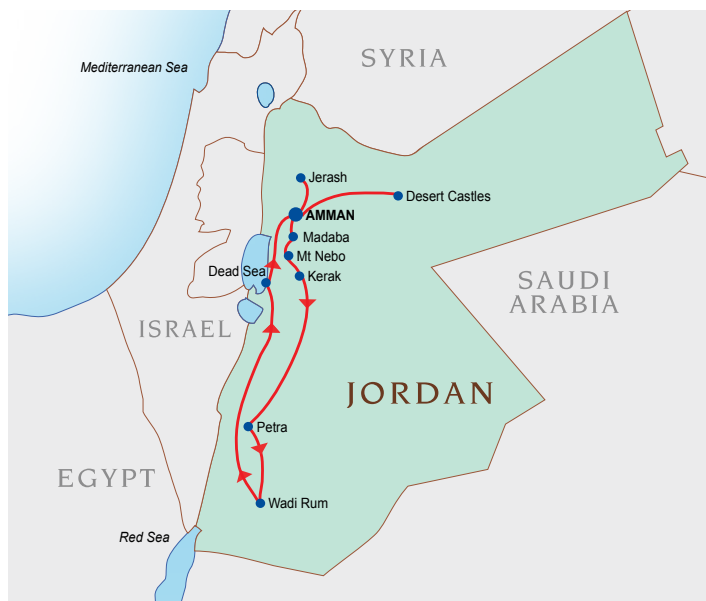 SYRIA
Mediterranean Sea
Jerash
Desert Castles
AMMAN
Madaba
Mt Nebo
Dead Sea
Kerak
SAUDI
ARABIA
ISRAEL
JORDAN
Petra
EGYPT
Wadi Rum
Red Sea